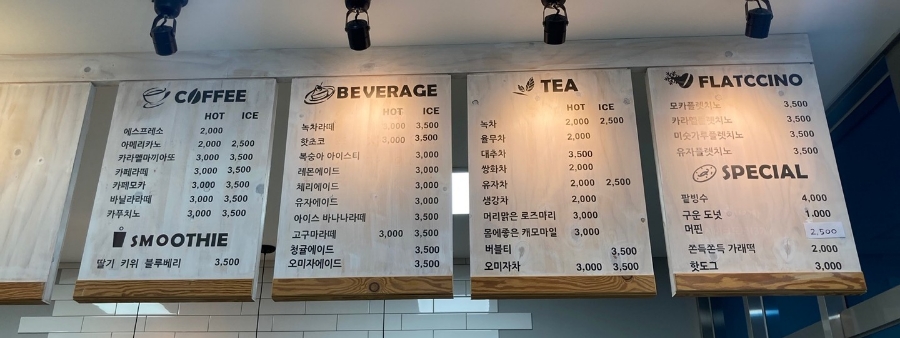 COFFEE
HOT ICE
에스프레소 2,000
아메리카노 2,000 2,500
카라멜마끼아또 3,000 3,500
카페라떼 3,000 3,500
카페모카 3,000 3,500
바닐라라떼 3,000 3,500
카푸치노 3,000 3,500
SMOOTHIE
딸기 키위 블루베리 3,500
BEVERAGE
HOT ICE
녹차라떼 3,000 3,500
핫초코 3,000 3,500
복숭아 아이스티 3,000
레몬에이드 3,000
체리에이드 3,000
유자에이드 3,000
아이스 바나나라떼 3,500
고구마라떼 3,000 3,500
청귤에이드 3,500
오미자에이드 3,500
TEA
HOT ICE
녹차 2,000 2,500
율무차 2,000
대추차 3,500
쌍화차 2,000
유자차 2,000 2,500
생강차 2,000
머리맑은 로즈마리 3,000
몸에좋은 캐모마일 3,000
버블티 3,500
오미자차 3,000 3,500
FLATCCINO
모카플랫치노 3,500
카라멜플랫치노 3,500
미숫가루플랫치노 3,500
유자플랫치노 3,500
SPECIAL
팥빙수 4,000
구운 도넛 1,000
머핀 2,500
쫀득쫀득 가래떡 2,000
핫도그 3,000